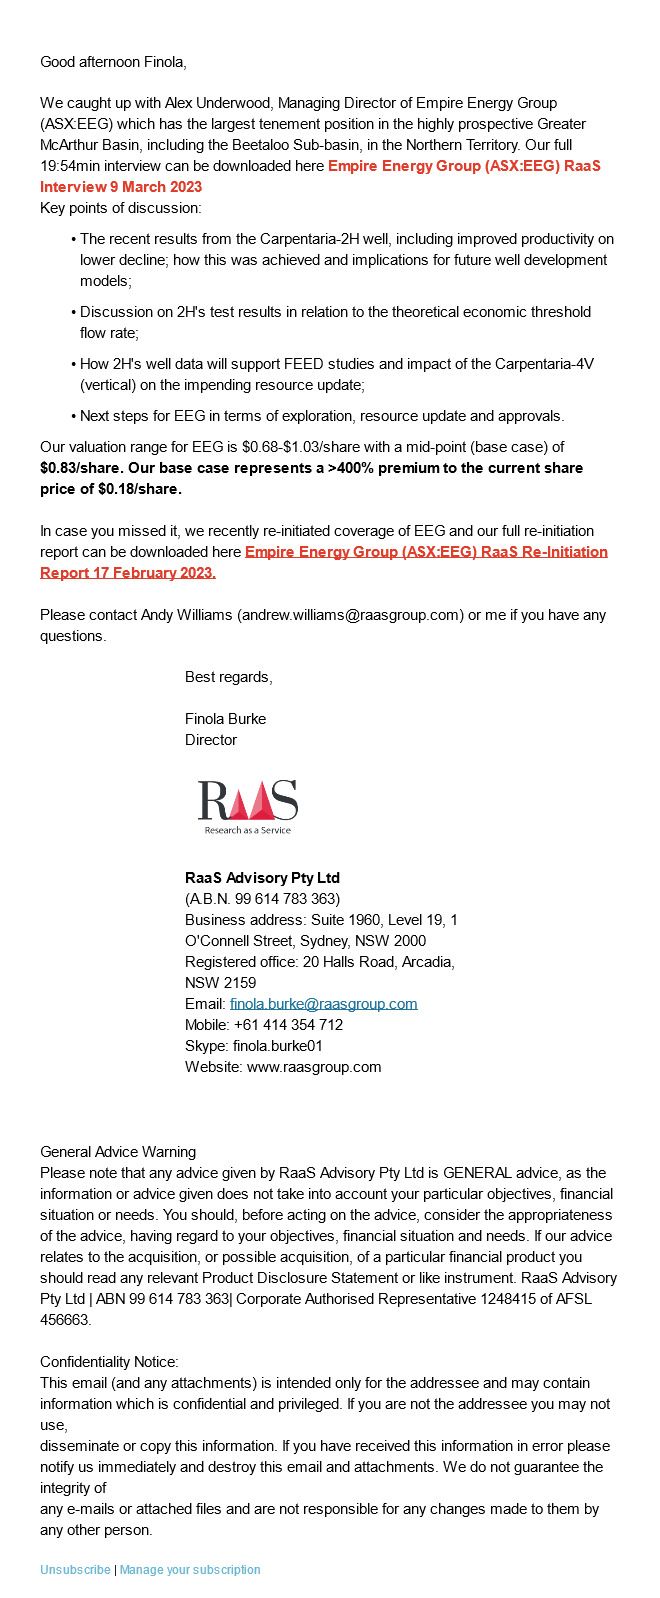 Good afternoon Finola,
We caught up with Alex Underwood, Managing Director of Empire Energy Group
(ASX:EEG) which has the largest tenement position in the highly prospective Greater
McArthur Basin, including the Beetaloo Sub-basin, in the Northern Territory. Our full
19:54min interview can be downloaded here Empire Energy Group (ASX:EEG) RaaS
Interview 9 March 2023
Key points of discussion:
• The recent results from the Carpentaria-2H well, including improved productivity on
lower decline; how this was achieved and implications for future well development
models;
• Discussion on 2H's test results in relation to the theoretical economic threshold
flow rate;
• How 2H's well data will support FEED studies and impact of the Carpentaria-4V
(vertical) on the impending resource update;
• Next steps for EEG in terms of exploration, resource update and approvals.
Our valuation range for EEG is $0.68-$1.03/share with a mid-point (base case) of
$0.83/share. Our base case represents a >400% premium to the current share
price of $0.18/share.
In case you missed it, we recently re-initiated coverage of EEG and our full re-initiation
report can be downloaded here Empire Energy Group (ASX:EEG) RaaS Re-Initiation
Report 17 February 2023.
Please contact Andy Williams (andrew.williams@raasgroup.com) or me if you have any
questions.
Best regards,
Finola Burke
Director
RAAS
Research as a Service
RaaS Advisory Pty Ltd
(A.B.N. 99 614 783 363)
Business address: Suite 1960, Level 19, 1
O'Connell Street, Sydney, NSW 2000
Registered office: 20 Halls Road, Arcadia,
NSW 2159
Email: finola.burke@raasgroup.com
Mobile: +61 414 354 712
Skype: finola.burke01
Website: www.raasgroup.com
General Advice Warning
Please note that any advice given by RaaS Advisory Pty Ltd is GENERAL advice, as the
information or advice given does not take into account your particular objectives, financial
situation or needs. You should, before acting on the advice, consider the appropriateness
of the advice, having regard to your objectives, financial situation and needs. If our advice
relates to the acquisition, or possible acquisition, of a particular financial product you
should read any relevant Product Disclosure Statement or like instrument. RaaS Advisory
Pty Ltd | ABN 99 614 783 363| Corporate Authorised Representative 1248415 of AFSL
456663.
Confidentiality Notice:
This email (and any attachments) is intended only for the addressee and may contain
information which is confidential and privileged. If you are not the addressee you may not
use,
disseminate or copy this information. If you have received this information in error please
notify us immediately and destroy this email and attachments. We do not guarantee the
integrity of
any e-mails or attached files and are not responsible for any changes made to them by
any other person.
Unsubscribe | Manage your subscription